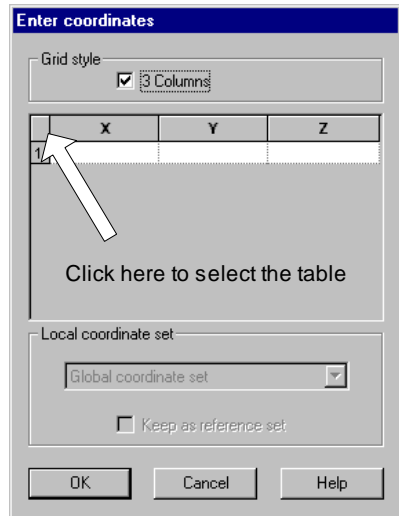 Enter coordinates
Grid style
3 Columns
X Y Z
1
Click here to select the table
Local coordinate set
Global coordinate set
Keep as reference set
OK Cancel Help